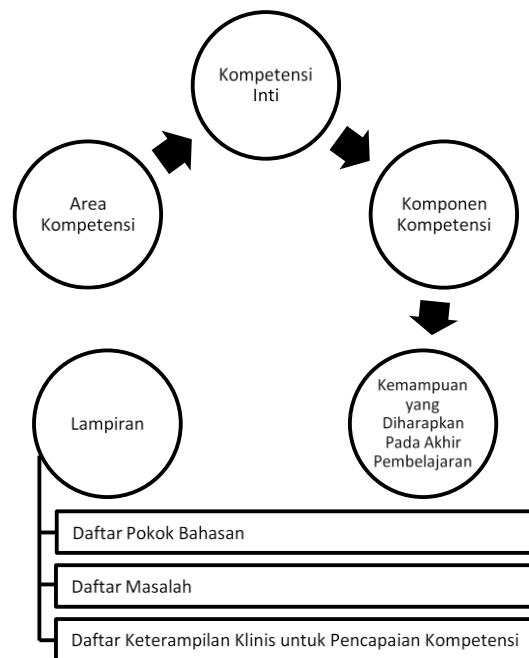 Kompetensi
Inti
Area
Kompetensi
Komponen
Kompetensi
Lampiran
Kemampuan
yang
Diharapkan
Pada Akhir
Pembelajaran
Daftar Pokok Bahasan
Daftar Masalah
Daftar Keterampilan Klinis untuk Pencapaian Kompetensi